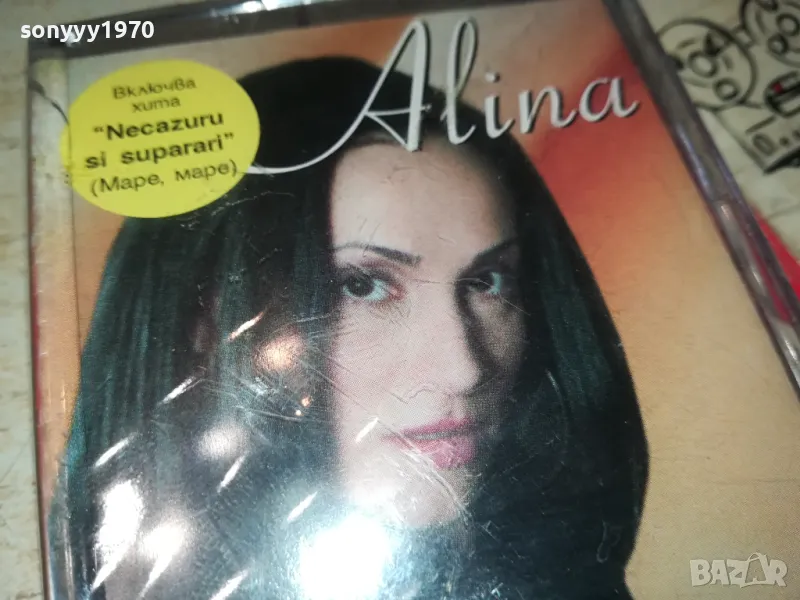 sonyyy1970
Включва
хита
“Necazuru
si suparari”
(Маре, маре)
Alina
BAZAR